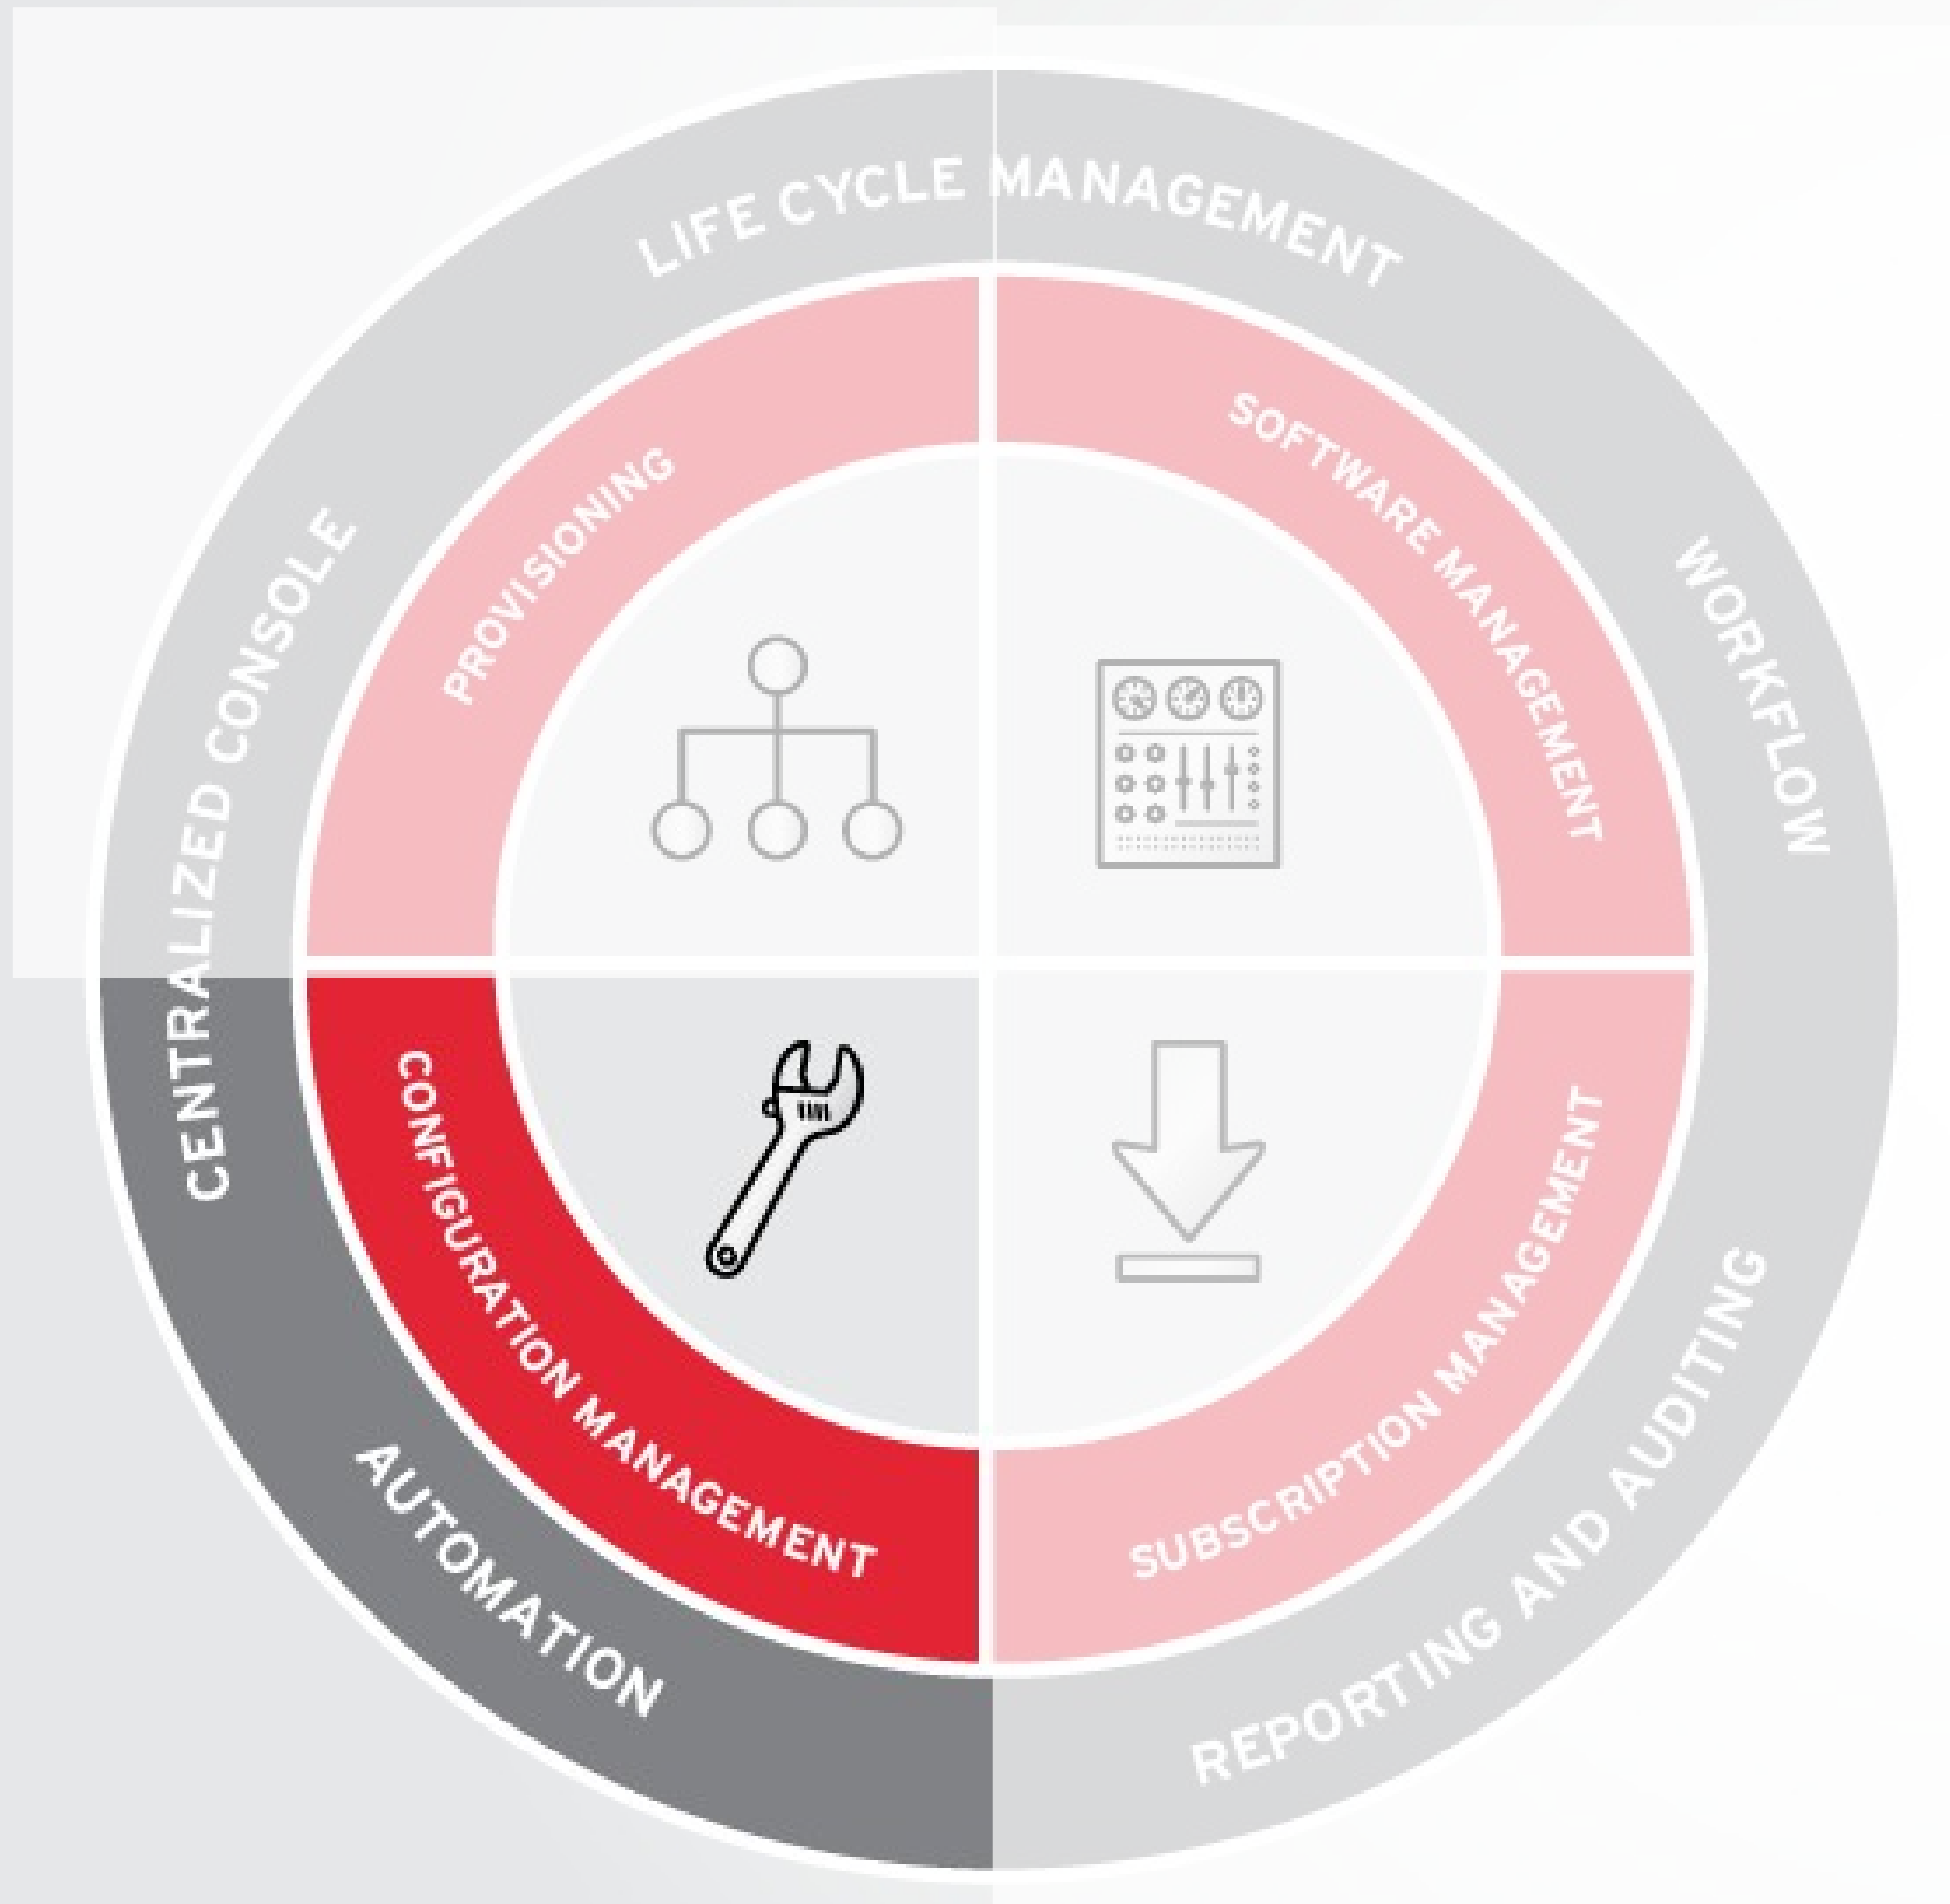 LIFE CYCLE MANAGEMENT
WORKFLOW
REPORTING AND AUDITING
AUTOMATION
CENTRALIZED CONSOLE
PROVISIONING
SOFTWARE MANAGEMENT
CONFIGURATION MANAGEMENT
SUBSCRIPTION MANAGEMENT